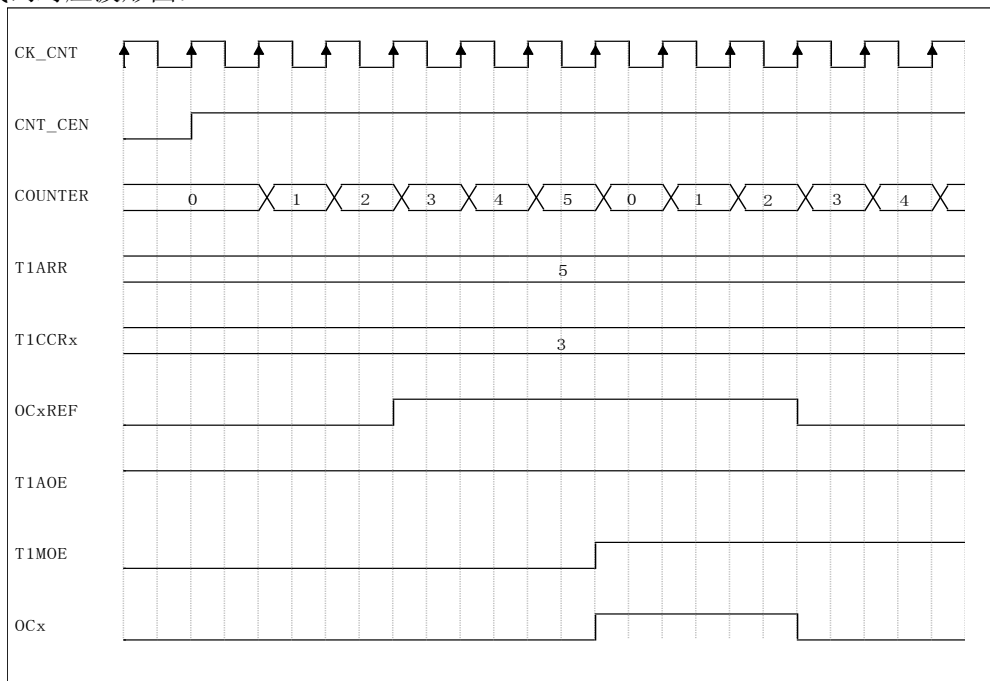 CK_CNT
CNT_CEN
COUNTER 0 1 2 3 4 5 0 1 2 3 4
T1ARR 5
T1CCRx 3
OCxREF
T1AOE
T1MOE
OCx